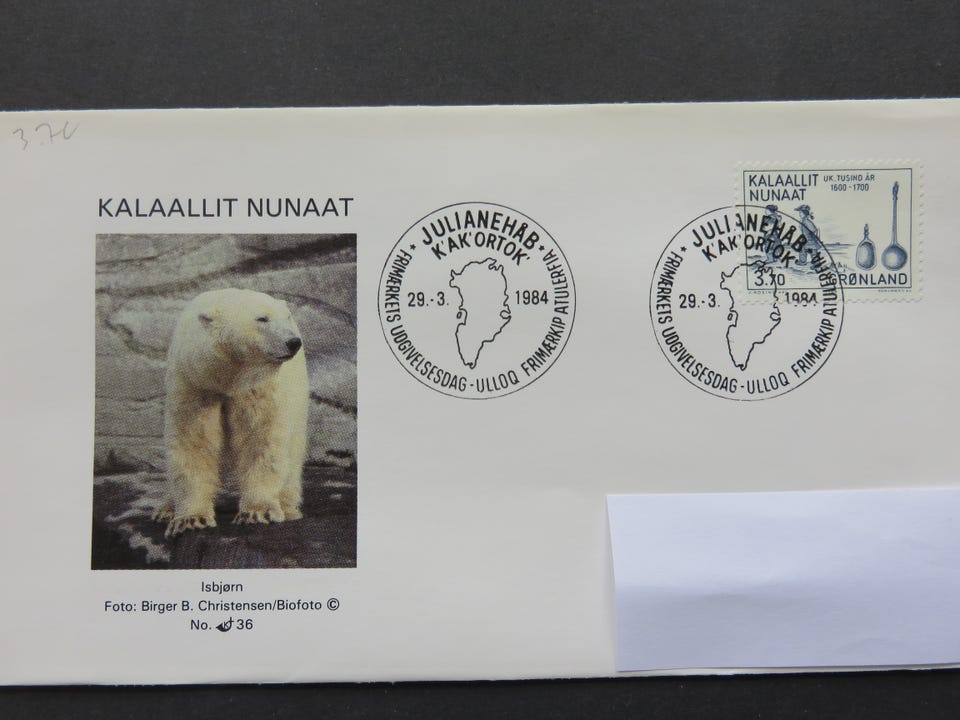 3.70
KALAALLIT NUNAAT
Isbjørn
Foto: Birger B. Christensen/Biofoto ©
No. 36
★ JULIANEHÅB ★
K'AK'ORTOK'
29.-3. 1984
FRIMÆRKETS UDGIVELSESDAG - ULLOQ FRIMÆRKIP ATULERFIA
★ JULIANEHÅB ★
K'AK'ORTOK'
29.-3. 1984
FRIMÆRKETS UDGIVELSESDAG - ULLOQ FRIMÆRKIP ATULERFIA
KALAALLIT UK. TUSIND ÅR
NUNAAT 1600-1700
3.70 GRØNLAND